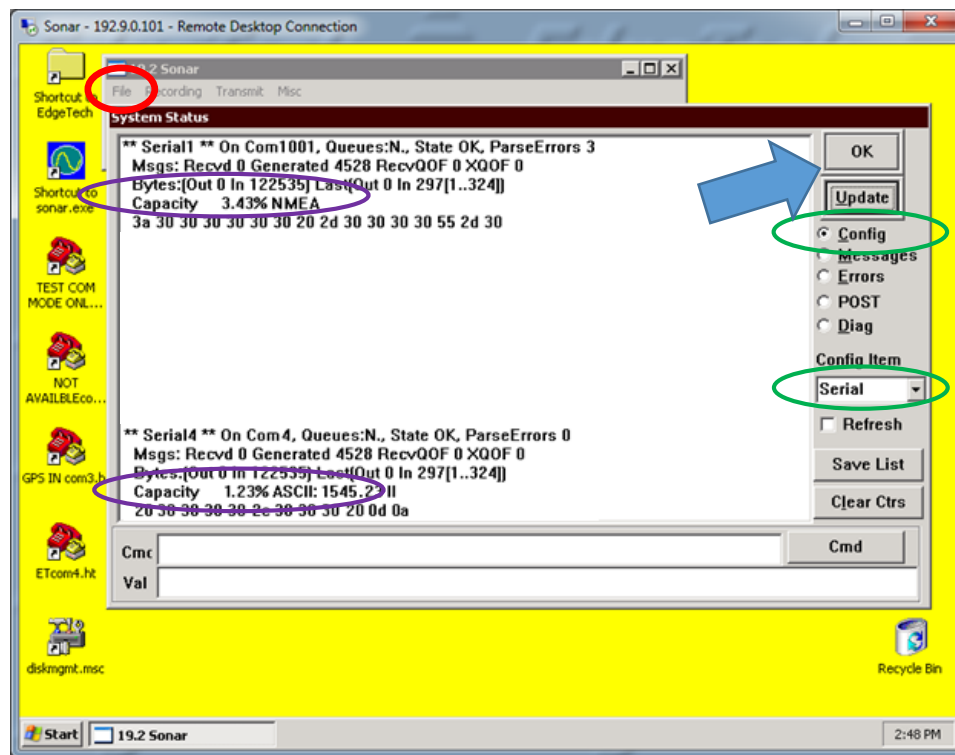 Sonar - 192.9.0.101 - Remote Desktop Connection
Shortcut to
EdgeTech
Shortcut to
sonar.exe
TEST COM
MODE ONL...
NOT
AVAILBLEco...
GPS IN com3.h
ETcom4.ht
diskmgmt.msc
19.2 Sonar
File Recording Transmit Misc
System Status
** Serial1 ** On Com1001, Queues:N., State OK, ParseErrors 3
Msgs: Recvd 0 Generated 4528 RecvQOF 0 XQOF 0
Bytes:[Out 0 In 122535] Last[Out 0 In 297[1..324]]
Capacity 3.43% NMEA
3a 30 30 30 30 30 30 20 2d 30 30 30 30 55 2d 30
** Serial4 ** On Com4, Queues:N., State OK, ParseErrors 0
Msgs: Recvd 0 Generated 4528 RecvQOF 0 XQOF 0
Bytes:[Out 0 In 122535] Last[Out 0 In 297[1..324]]
Capacity 1.23% ASCII: 1545.23
20 30 30 30 30 2e 30 30 30 20 0d 0a
OK
Update
Config
Messages
Errors
POST
Diag
Config Item
Serial
Refresh
Save List
Clear Ctrs
Cmd
Val
Cmd
Recycle Bin
Start
19.2 Sonar
2:48 PM